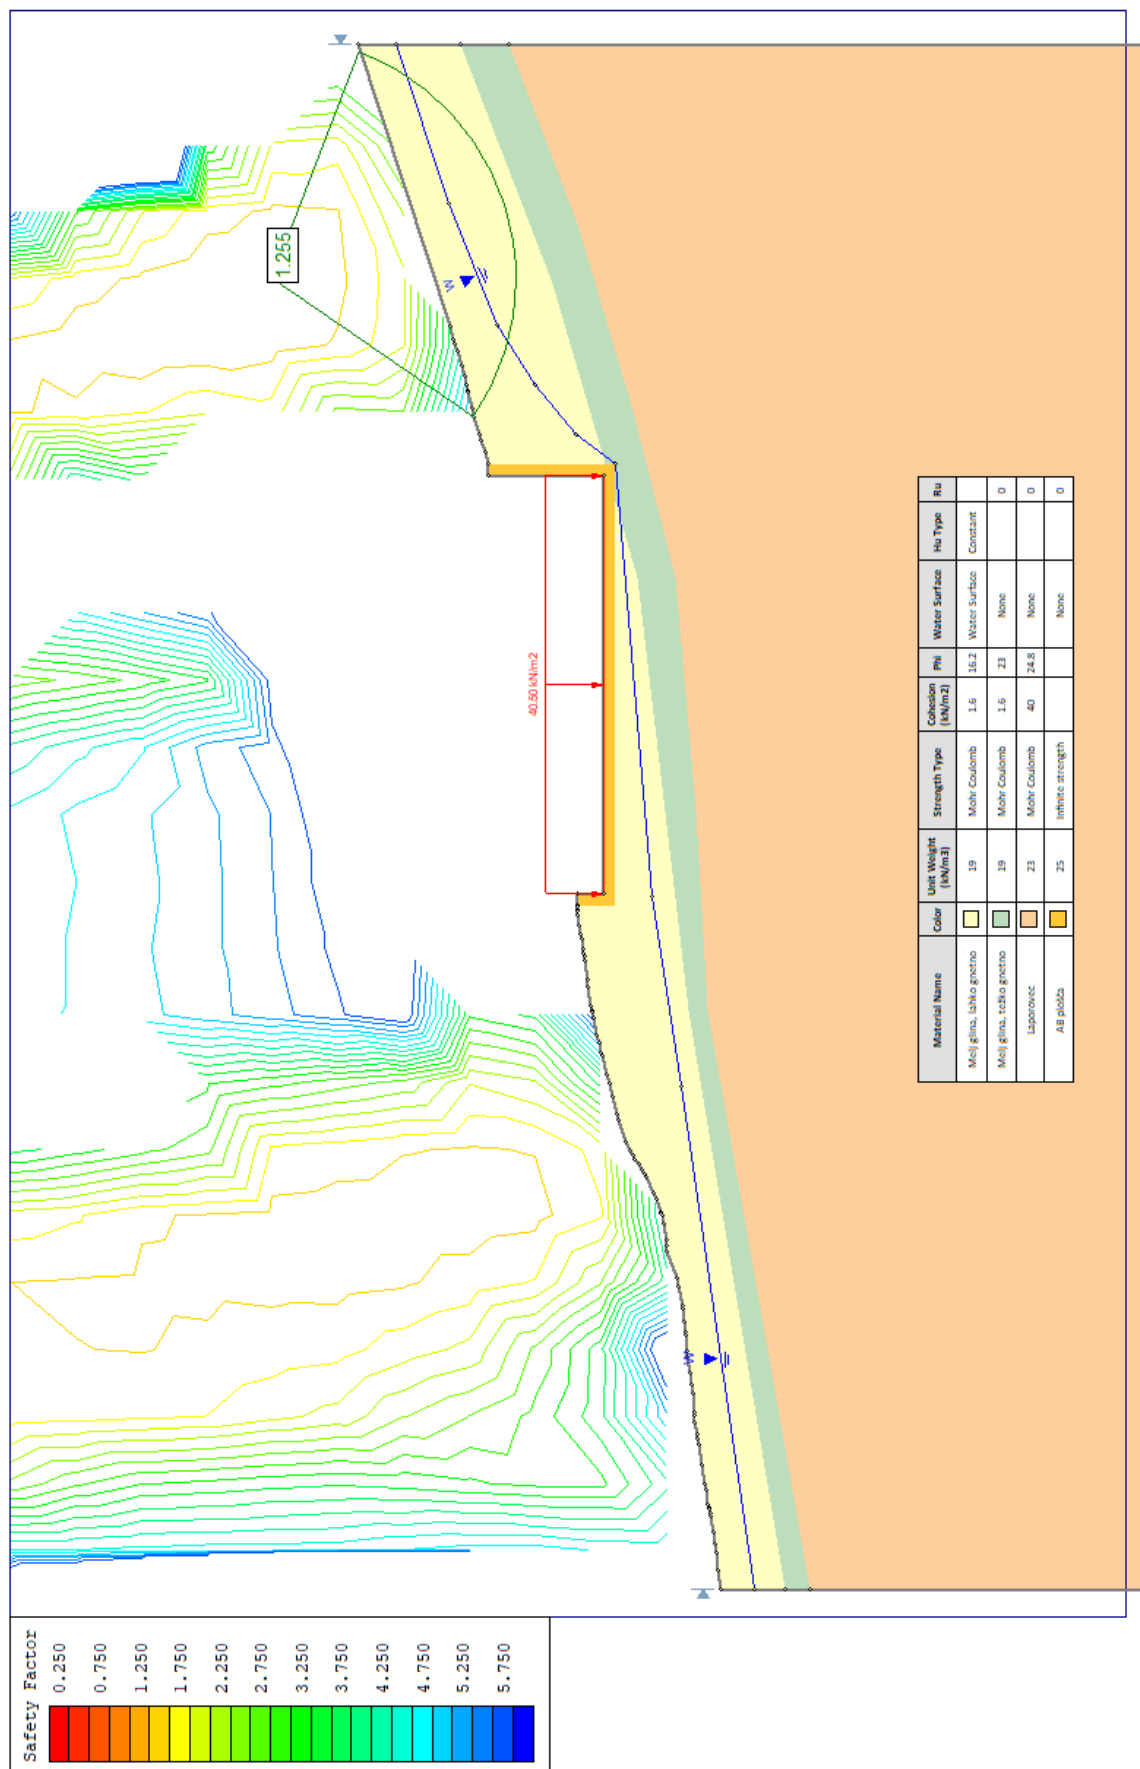 Safety Factor
0.250
0.750
1.250
1.750
2.250
2.750
3.250
3.750
4.250
4.750
5.250
5.750
1.255
W
40.50 kN/m2
W
Material Name Color Unit Weight (kN/m3) Strength Type Cohesion (kN/m2) Phi Water Surface Hu Type Ru
Melj glina, lahko gnetno 19 Mohr-Coulomb 1.6 16.2 Water Surface Constant
Melj glina, težko gnetno 19 Mohr-Coulomb 1.6 23 None 0
Laporovec 23 Mohr-Coulomb 40 24.8 None 0
AB plošča 25 Infinite strength None 0